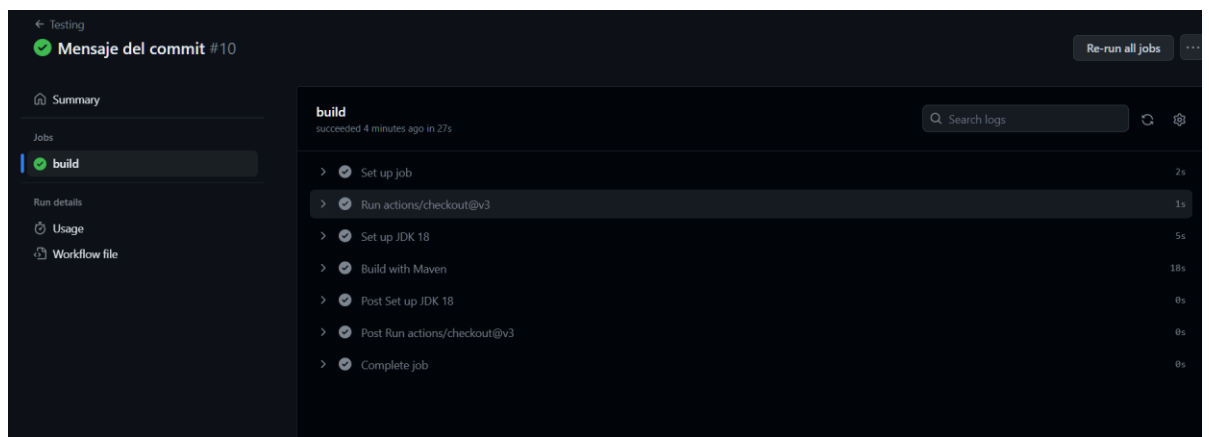 ← Testing
Mensaje del commit #10
Re-run all jobs
...
Summary
Jobs
build
Run details
Usage
Workflow file
build
succeeded 4 minutes ago in 27s
Search logs
Set up job 2s
Run actions/checkout@v3 1s
Set up JDK 18 5s
Build with Maven 18s
Post Set up JDK 18 0s
Post Run actions/checkout@v3 0s
Complete job 0s